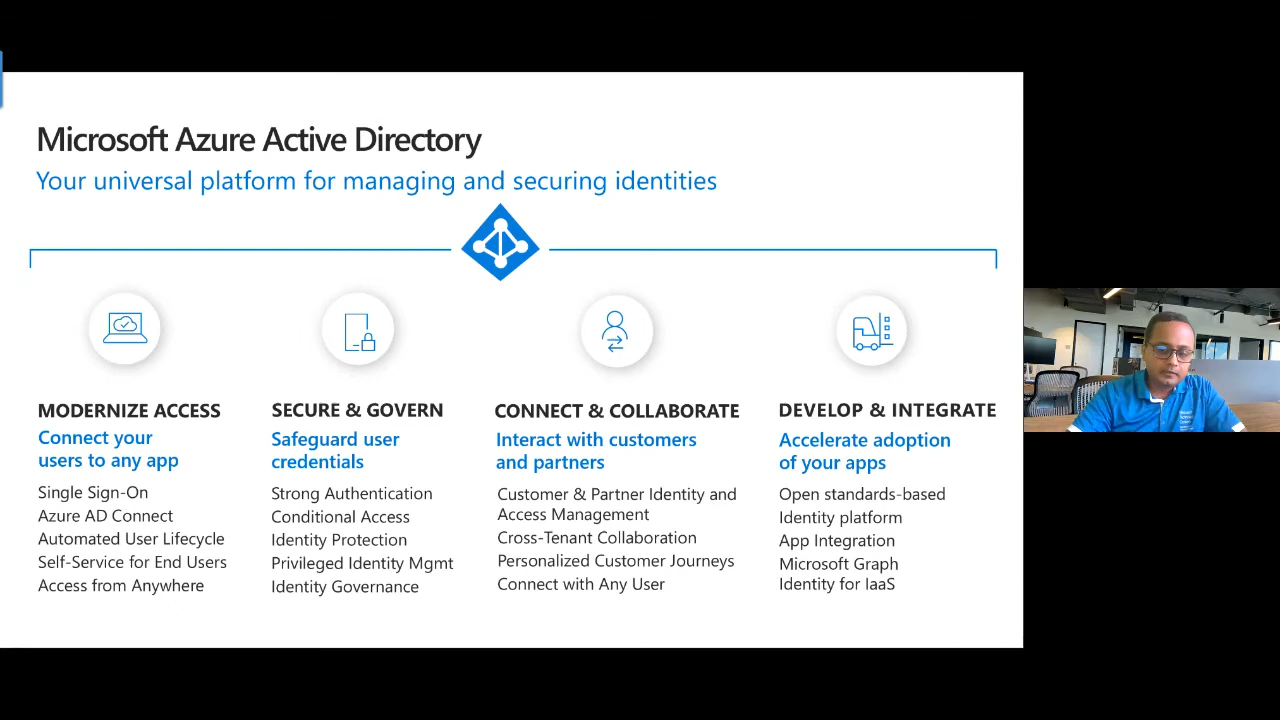 Microsoft Azure Active Directory
Your universal platform for managing and securing identities
MODERNIZE ACCESS
Connect your
users to any app
Single Sign-On
Azure AD Connect
Automated User Lifecycle
Self-Service for End Users
Access from Anywhere
SECURE & GOVERN
Safeguard user
credentials
Strong Authentication
Conditional Access
Identity Protection
Privileged Identity Mgmt
Identity Governance
CONNECT & COLLABORATE
Interact with customers
and partners
Customer & Partner Identity and
Access Management
Cross-Tenant Collaboration
Personalized Customer Journeys
Connect with Any User
DEVELOP & INTEGRATE
Accelerate adoption
of your apps
Open standards-based
Identity platform
App Integration
Microsoft Graph
Identity for IaaS